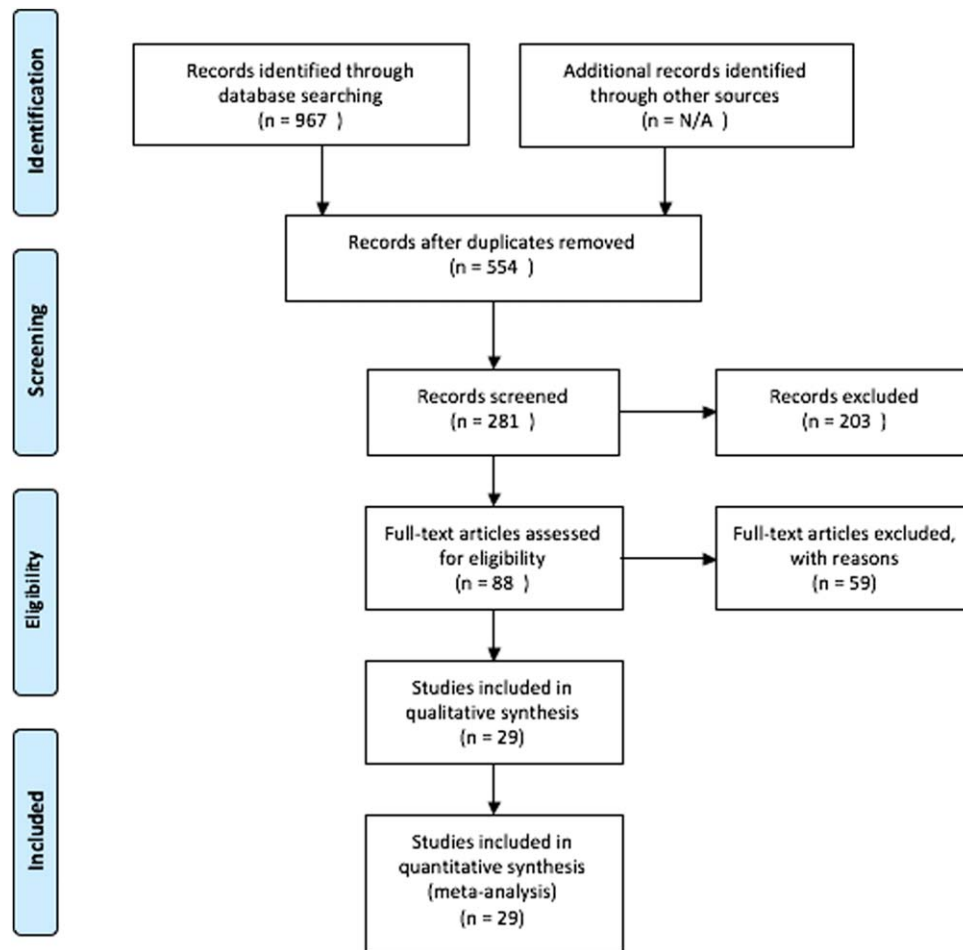 Identification
Records identified through
database searching
(n = 967 )
Additional records identified
through other sources
(n = N/A )
Screening
Records after duplicates removed
(n = 554 )
Records screened
(n = 281 )
Records excluded
(n = 203 )
Eligibility
Full-text articles assessed
for eligibility
(n = 88 )
Full-text articles excluded,
with reasons
(n = 59)
Studies included in
qualitative synthesis
(n = 29)
Included
Studies included in
quantitative synthesis
(meta-analysis)
(n = 29)